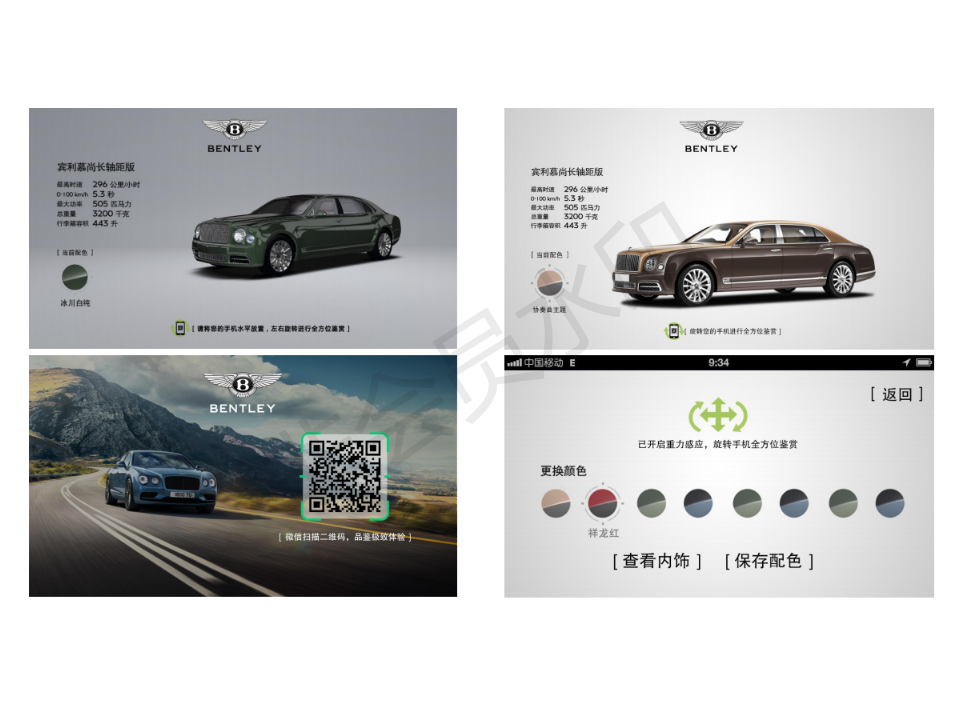 BENTLEY
宾利慕尚长轴距版
最高时速 296 公里/小时
0-100 km/h 5.3 秒
最大功率 505 匹马力
总重量 3200 千克
行李箱容积 443 升
[ 当前配色 ]
冰川白纯
[ 请将您的手机水平放置，左右旋转进行全方位鉴赏 ]
BENTLEY
宾利慕尚长轴距版
最高时速 296 公里/小时
0-100 km/h 5.3 秒
最大功率 505 匹马力
总重量 3200 千克
行李箱容积 443 升
[ 当前配色 ]
协奏曲主题
[ 旋转您的手机进行全方位鉴赏 ]
BENTLEY
[ 微信扫描二维码，品鉴极致体验 ]
中国移动 E 9:34
[ 返回 ]
已开启重力感应，旋转手机全方位鉴赏
更换颜色
祥龙红
[ 查看内饰 ] [ 保存配色 ]
会员水印